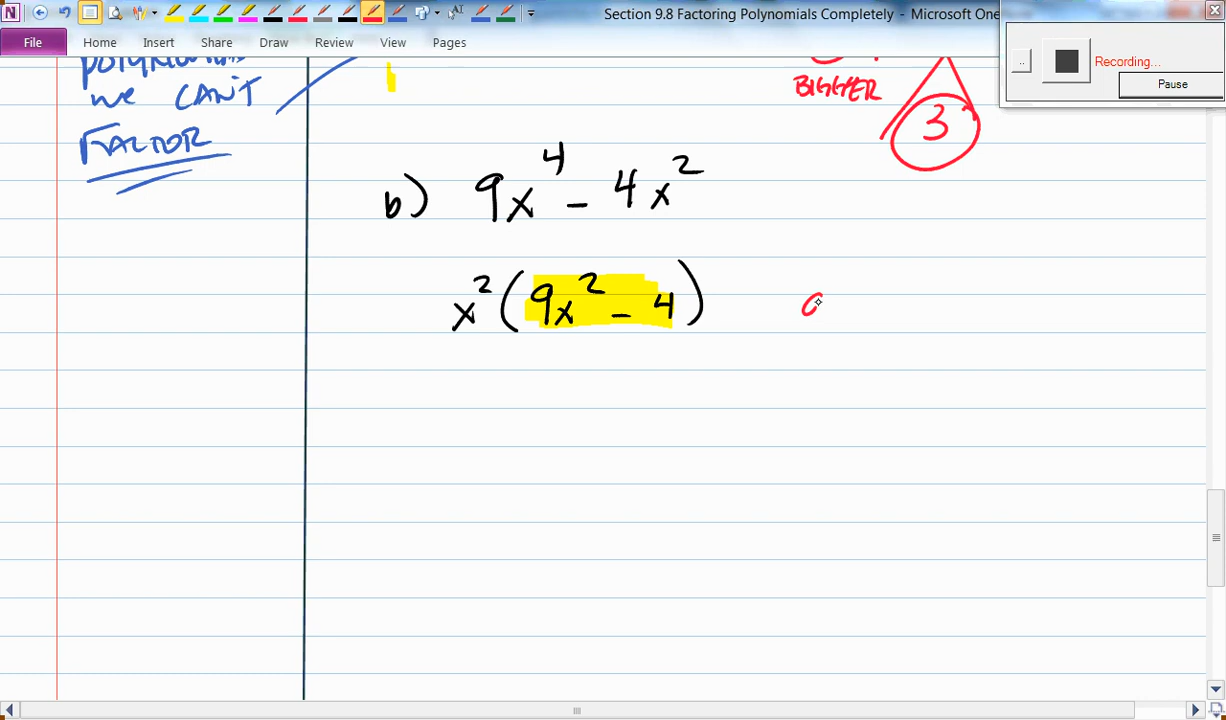 Section 9.8 Factoring Polynomials Completely - Microsoft One
File Home Insert Share Draw Review View Pages
Recording...
Pause
..
we CAN'T
FACTOR
BIGGER
3
b) 9x⁴ - 4x²
x²(9x² - 4)